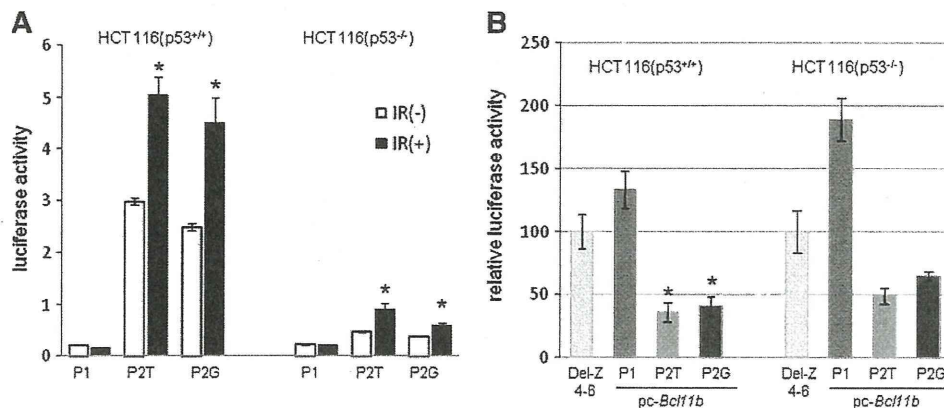 A
HCT116(p53+/+)
HCT116(p53-/-)
luciferase activity
6
5
4
3
2
1
0
*
*
*
*
IR(-)
IR(+)
P1
P2T
P2G
P1
P2T
P2G
B
HCT116(p53+/+)
HCT116(p53-/-)
relative luciferase activity
250
200
150
100
50
0
*
*
Del-Z
4-6
P1
P2T
P2G
pc-Bcl11b
Del-Z
4-6
P1
P2T
P2G
pc-Bcl11b